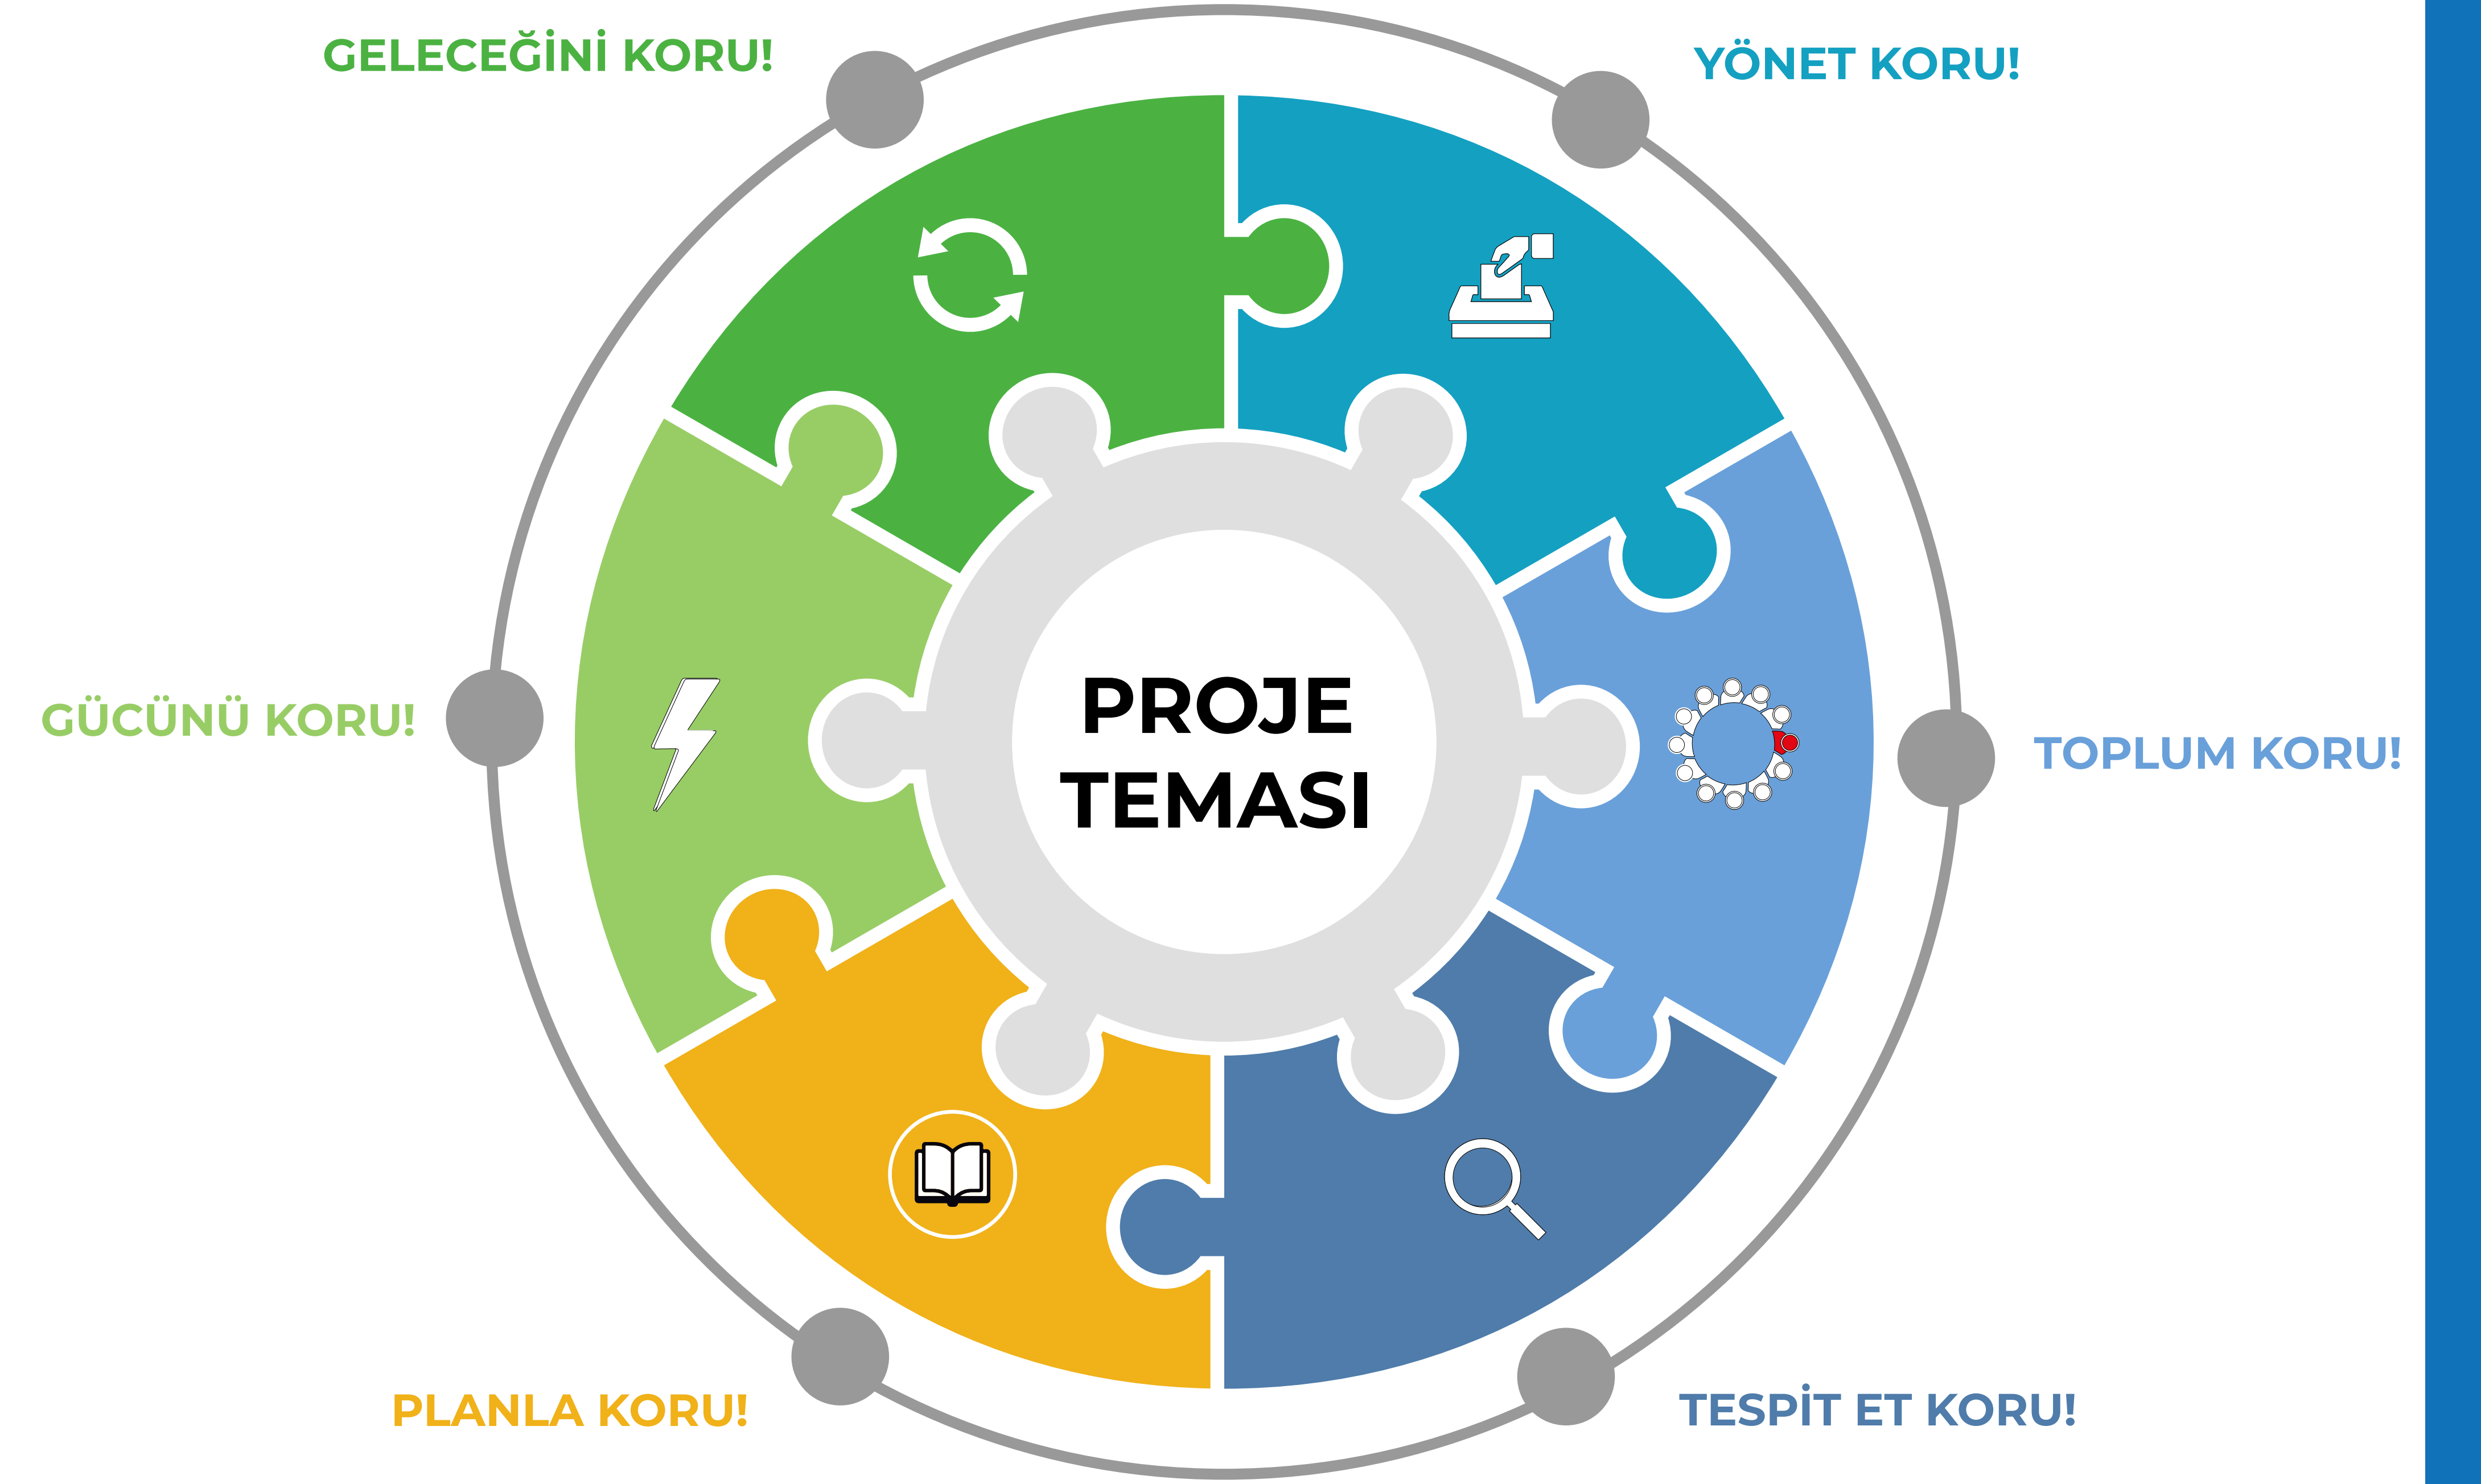 GELECEĞİNİ KORU!
YÖNET KORU!
GÜCÜNÜ KORU!
PROJE
TEMASI
TOPLUM KORU!
PLANLA KORU!
TESPİT ET KORU!